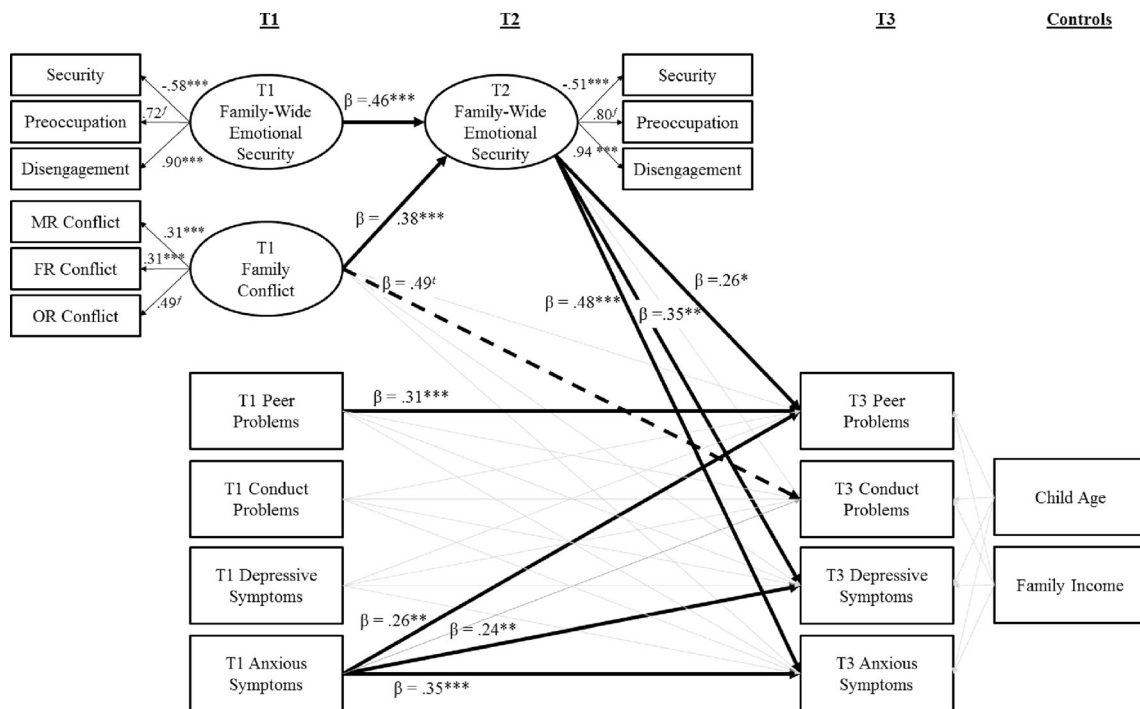 T1
T2
T3
Controls
Security
Preoccupation
Disengagement
-.58***
.72f
.90***
T1
Family-Wide
Emotional
Security
β =.46***
T2
Family-Wide
Emotional
Security
-.51***
.80f
.94 ***
Security
Preoccupation
Disengagement
MR Conflict
FR Conflict
OR Conflict
.31***
.31***
.49f
T1
Family
Conflict
β = .38***
β = .49t
β = .48***
β =.35**
β =.26*
T1 Peer
Problems
β =.31***
T3 Peer
Problems
T1 Conduct
Problems
T3 Conduct
Problems
Child Age
T1 Depressive
Symptoms
T3 Depressive
Symptoms
Family Income
β =.26**
β =.24**
T1 Anxious
Symptoms
β =.35***
T3 Anxious
Symptoms